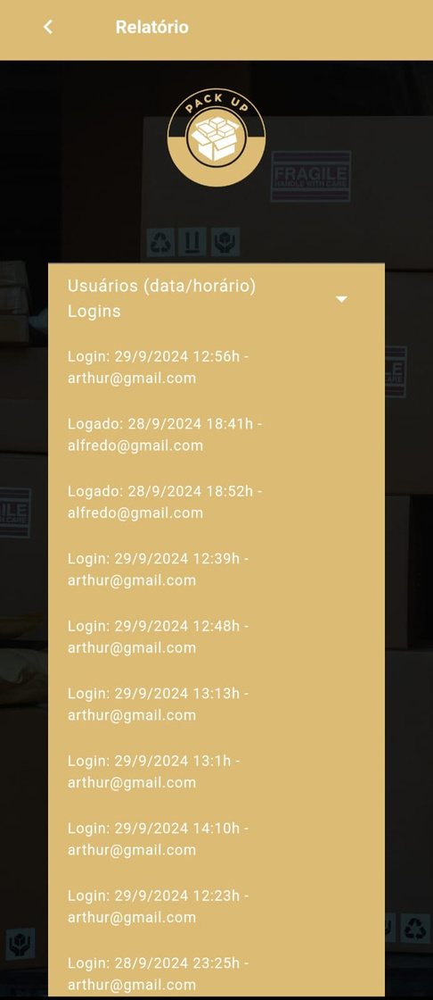 Relatório
PACK UP
FRAGILE
HANDLE WITH CARE
Usuários (data/horário)
Logins
Login: 29/9/2024 12:56h -
arthur@gmail.com
Logado: 28/9/2024 18:41h -
alfredo@gmail.com
Logado: 28/9/2024 18:52h -
alfredo@gmail.com
Login: 29/9/2024 12:39h -
arthur@gmail.com
Login: 29/9/2024 12:48h -
arthur@gmail.com
Login: 29/9/2024 13:13h -
arthur@gmail.com
Login: 29/9/2024 13:1h -
arthur@gmail.com
Login: 29/9/2024 14:10h -
arthur@gmail.com
Login: 29/9/2024 12:23h -
arthur@gmail.com
Login: 28/9/2024 23:25h -
arthur@gmail.com